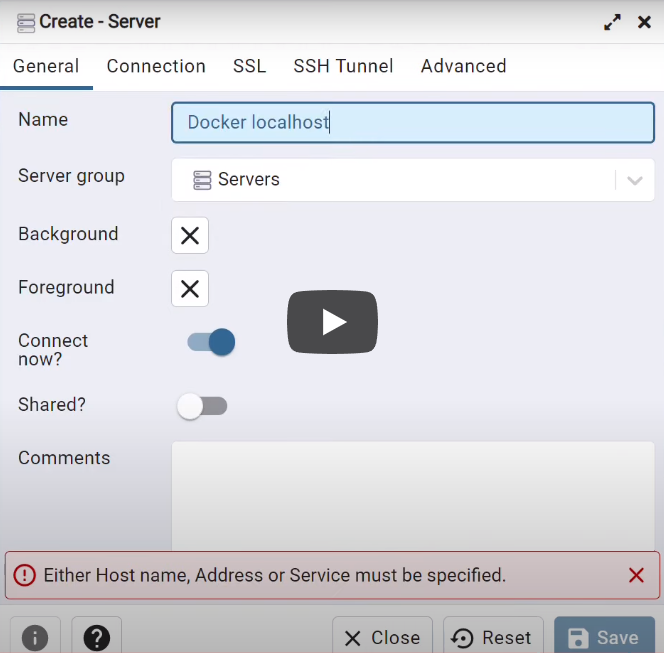 Create - Server
General Connection SSL SSH Tunnel Advanced
Name Docker localhost
Server group Servers
Background
Foreground
Connect
now?
Shared?
Comments
Either Host name, Address or Service must be specified.
Close Reset Save